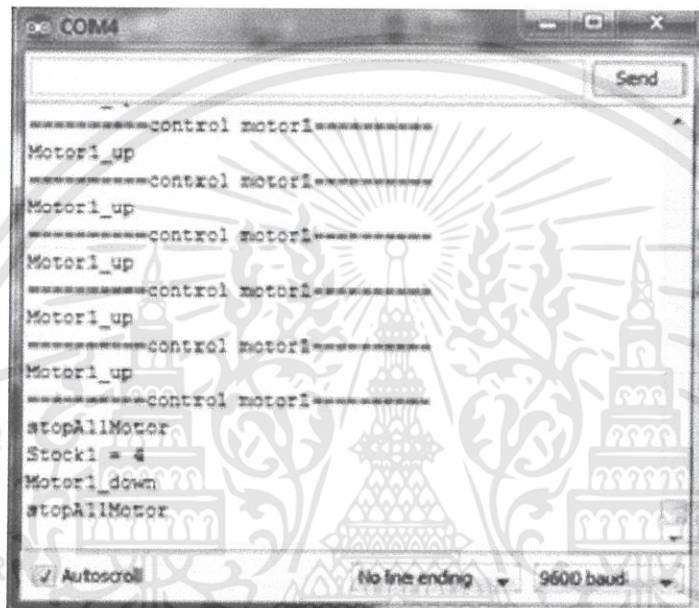 COM4
Send
==========control motor1==========
Motor1_up
==========control motor1==========
Motor1_up
==========control motor1==========
Motor1_up
==========control motor1==========
Motor1_up
==========control motor1==========
Motor1_up
==========control motor1==========
stopAllMotor
Stock1 = 4
Motor1_down
stopAllMotor
Autoscroll
No line ending
9600 baud